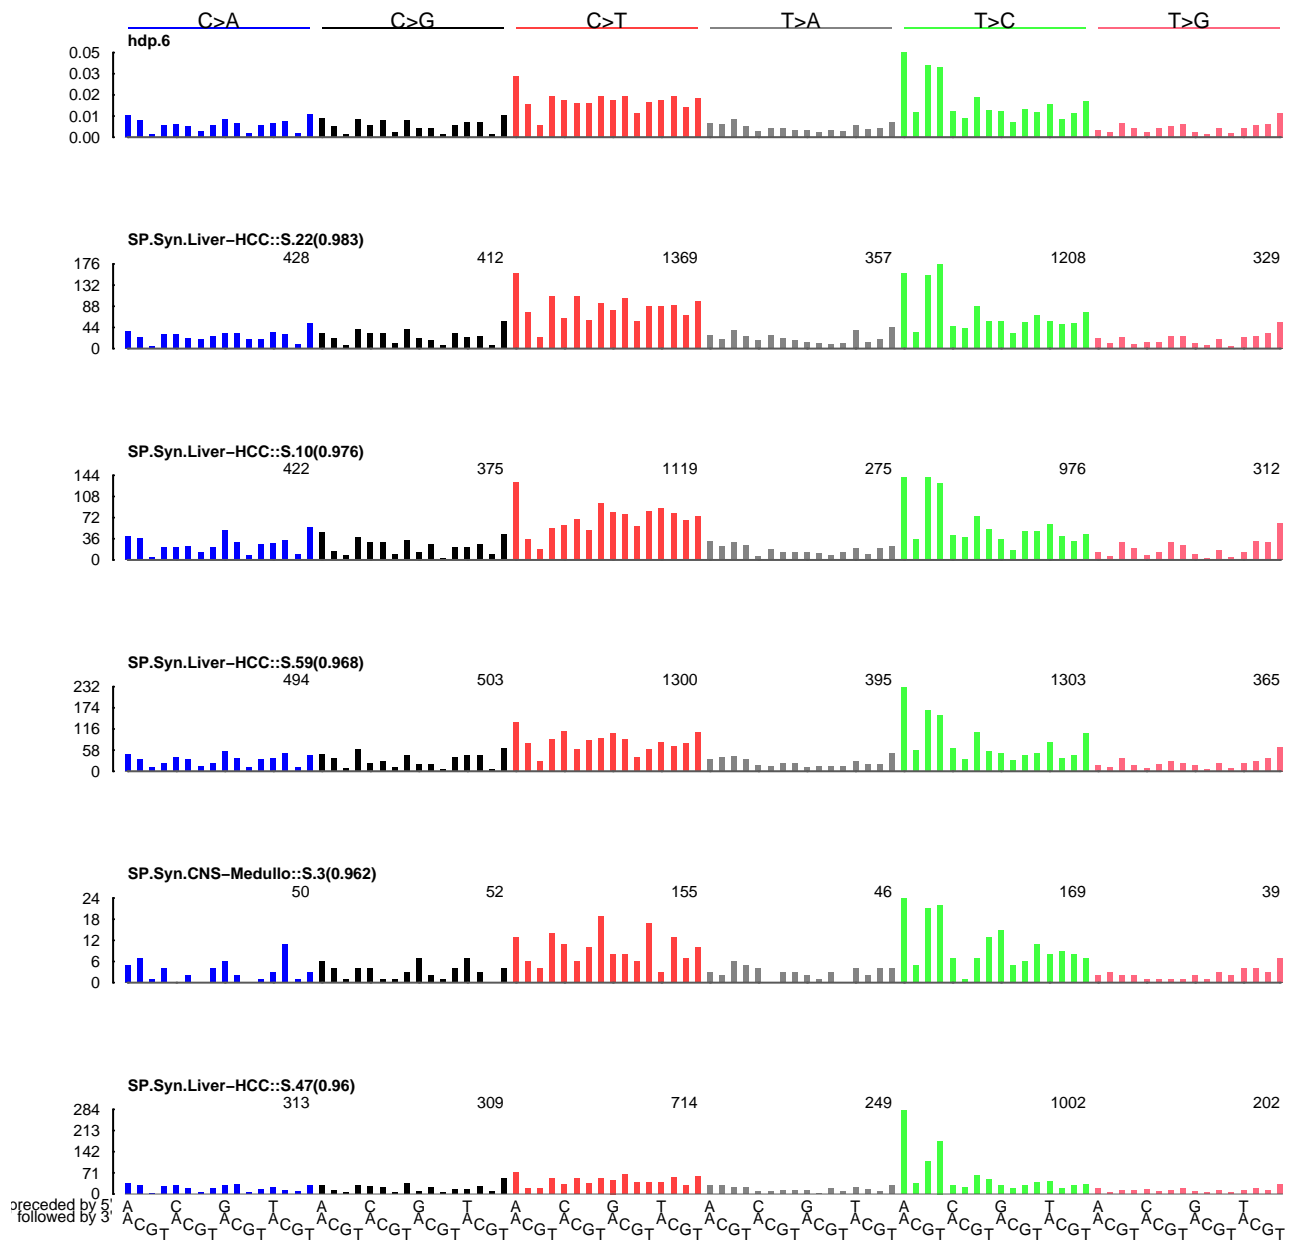 C>A C>G C>T T>A T>C T>G
hdp.6
0.05
0.03
0.02
0.01
0.00
SP.Syn.Liver−HCC::S.22(0.983)
428 412 1369 357 1208 329
176
132
88
44
0
SP.Syn.Liver−HCC::S.10(0.976)
422 375 1119 275 976 312
144
108
72
36
0
SP.Syn.Liver−HCC::S.59(0.968)
494 503 1300 395 1303 365
232
174
116
58
0
SP.Syn.CNS−Medullo::S.3(0.962)
50 52 155 46 169 39
24
18
12
6
0
SP.Syn.Liver−HCC::S.47(0.96)
313 309 714 249 1002 202
284
213
142
71
0
preceded by 5' A C G T A C G T A C G T A C G T A C G T A C G T
followed by 3' A C G T A C G T A C G T A C G T A C G T A C G T A C G T A C G T A C G T A C G T A C G T A C G T A C G T A C G T A C G T A C G T A C G T A C G T A C G T A C G T A C G T A C G T A C G T A C G T